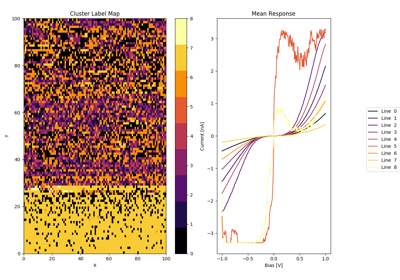 Cluster Label Map
100
80
60
40
20
0
y
0 20 40 60 80 100
x
8
7
6
5
4
3
2
1
0
Mean Response
3
2
1
0
−1
−2
−3
Current [nA]
−1.0 −0.5 0.0 0.5 1.0
Bias [V]
Line 0
Line 1
Line 2
Line 3
Line 4
Line 5
Line 6
Line 7
Line 8